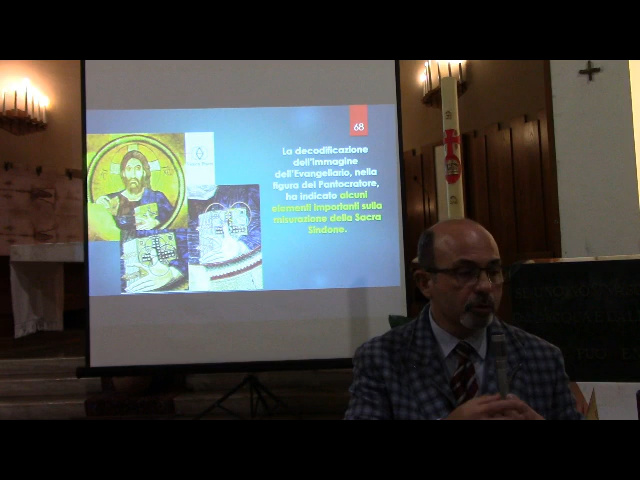 68
La decodificazione
dell'immagine
dell'Evangeliario, nella
figura del Pantocratore,
ha indicato alcuni
elementi importanti sulla
misurazione della Sacra
Sindone.